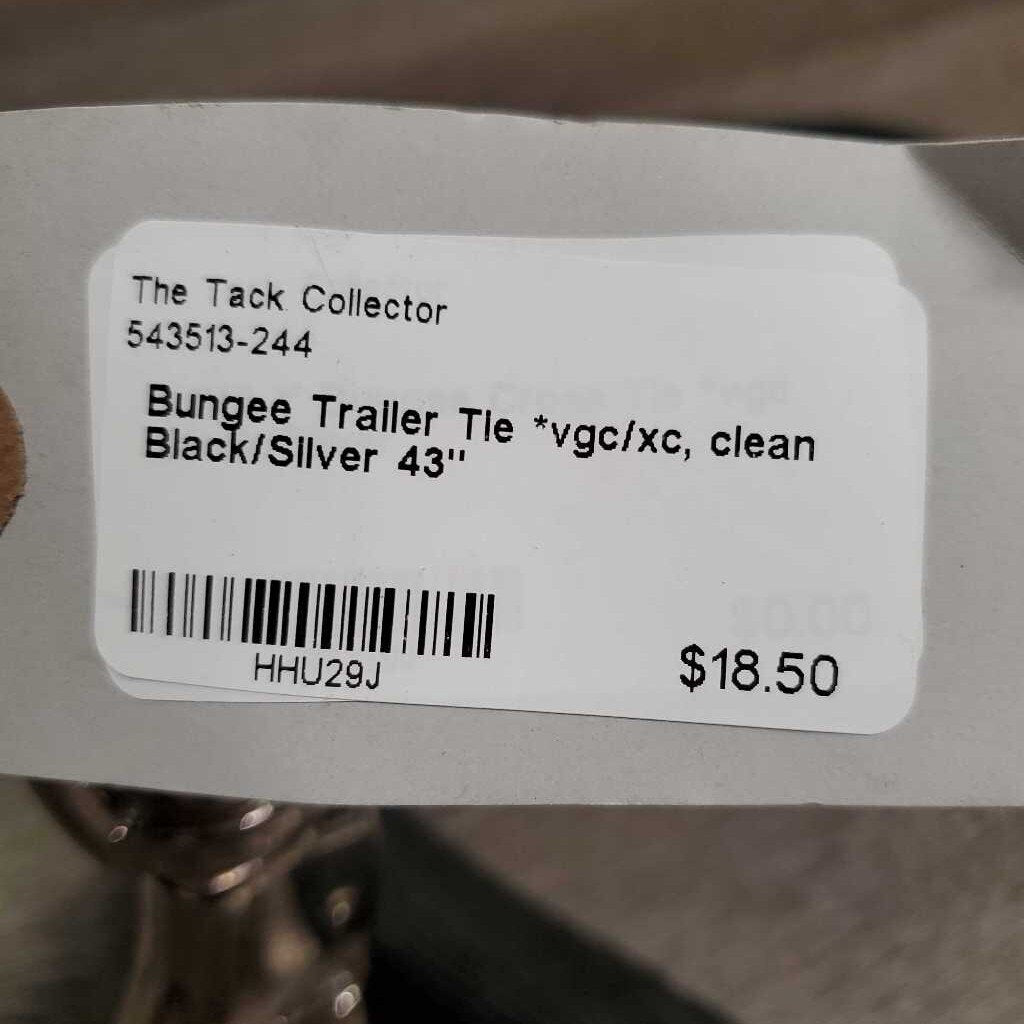 The Tack Collector
543513-244
Bungee Trailer Tie *vgc/xc, clean
Black/Silver 43"
HHU29J
$18.50